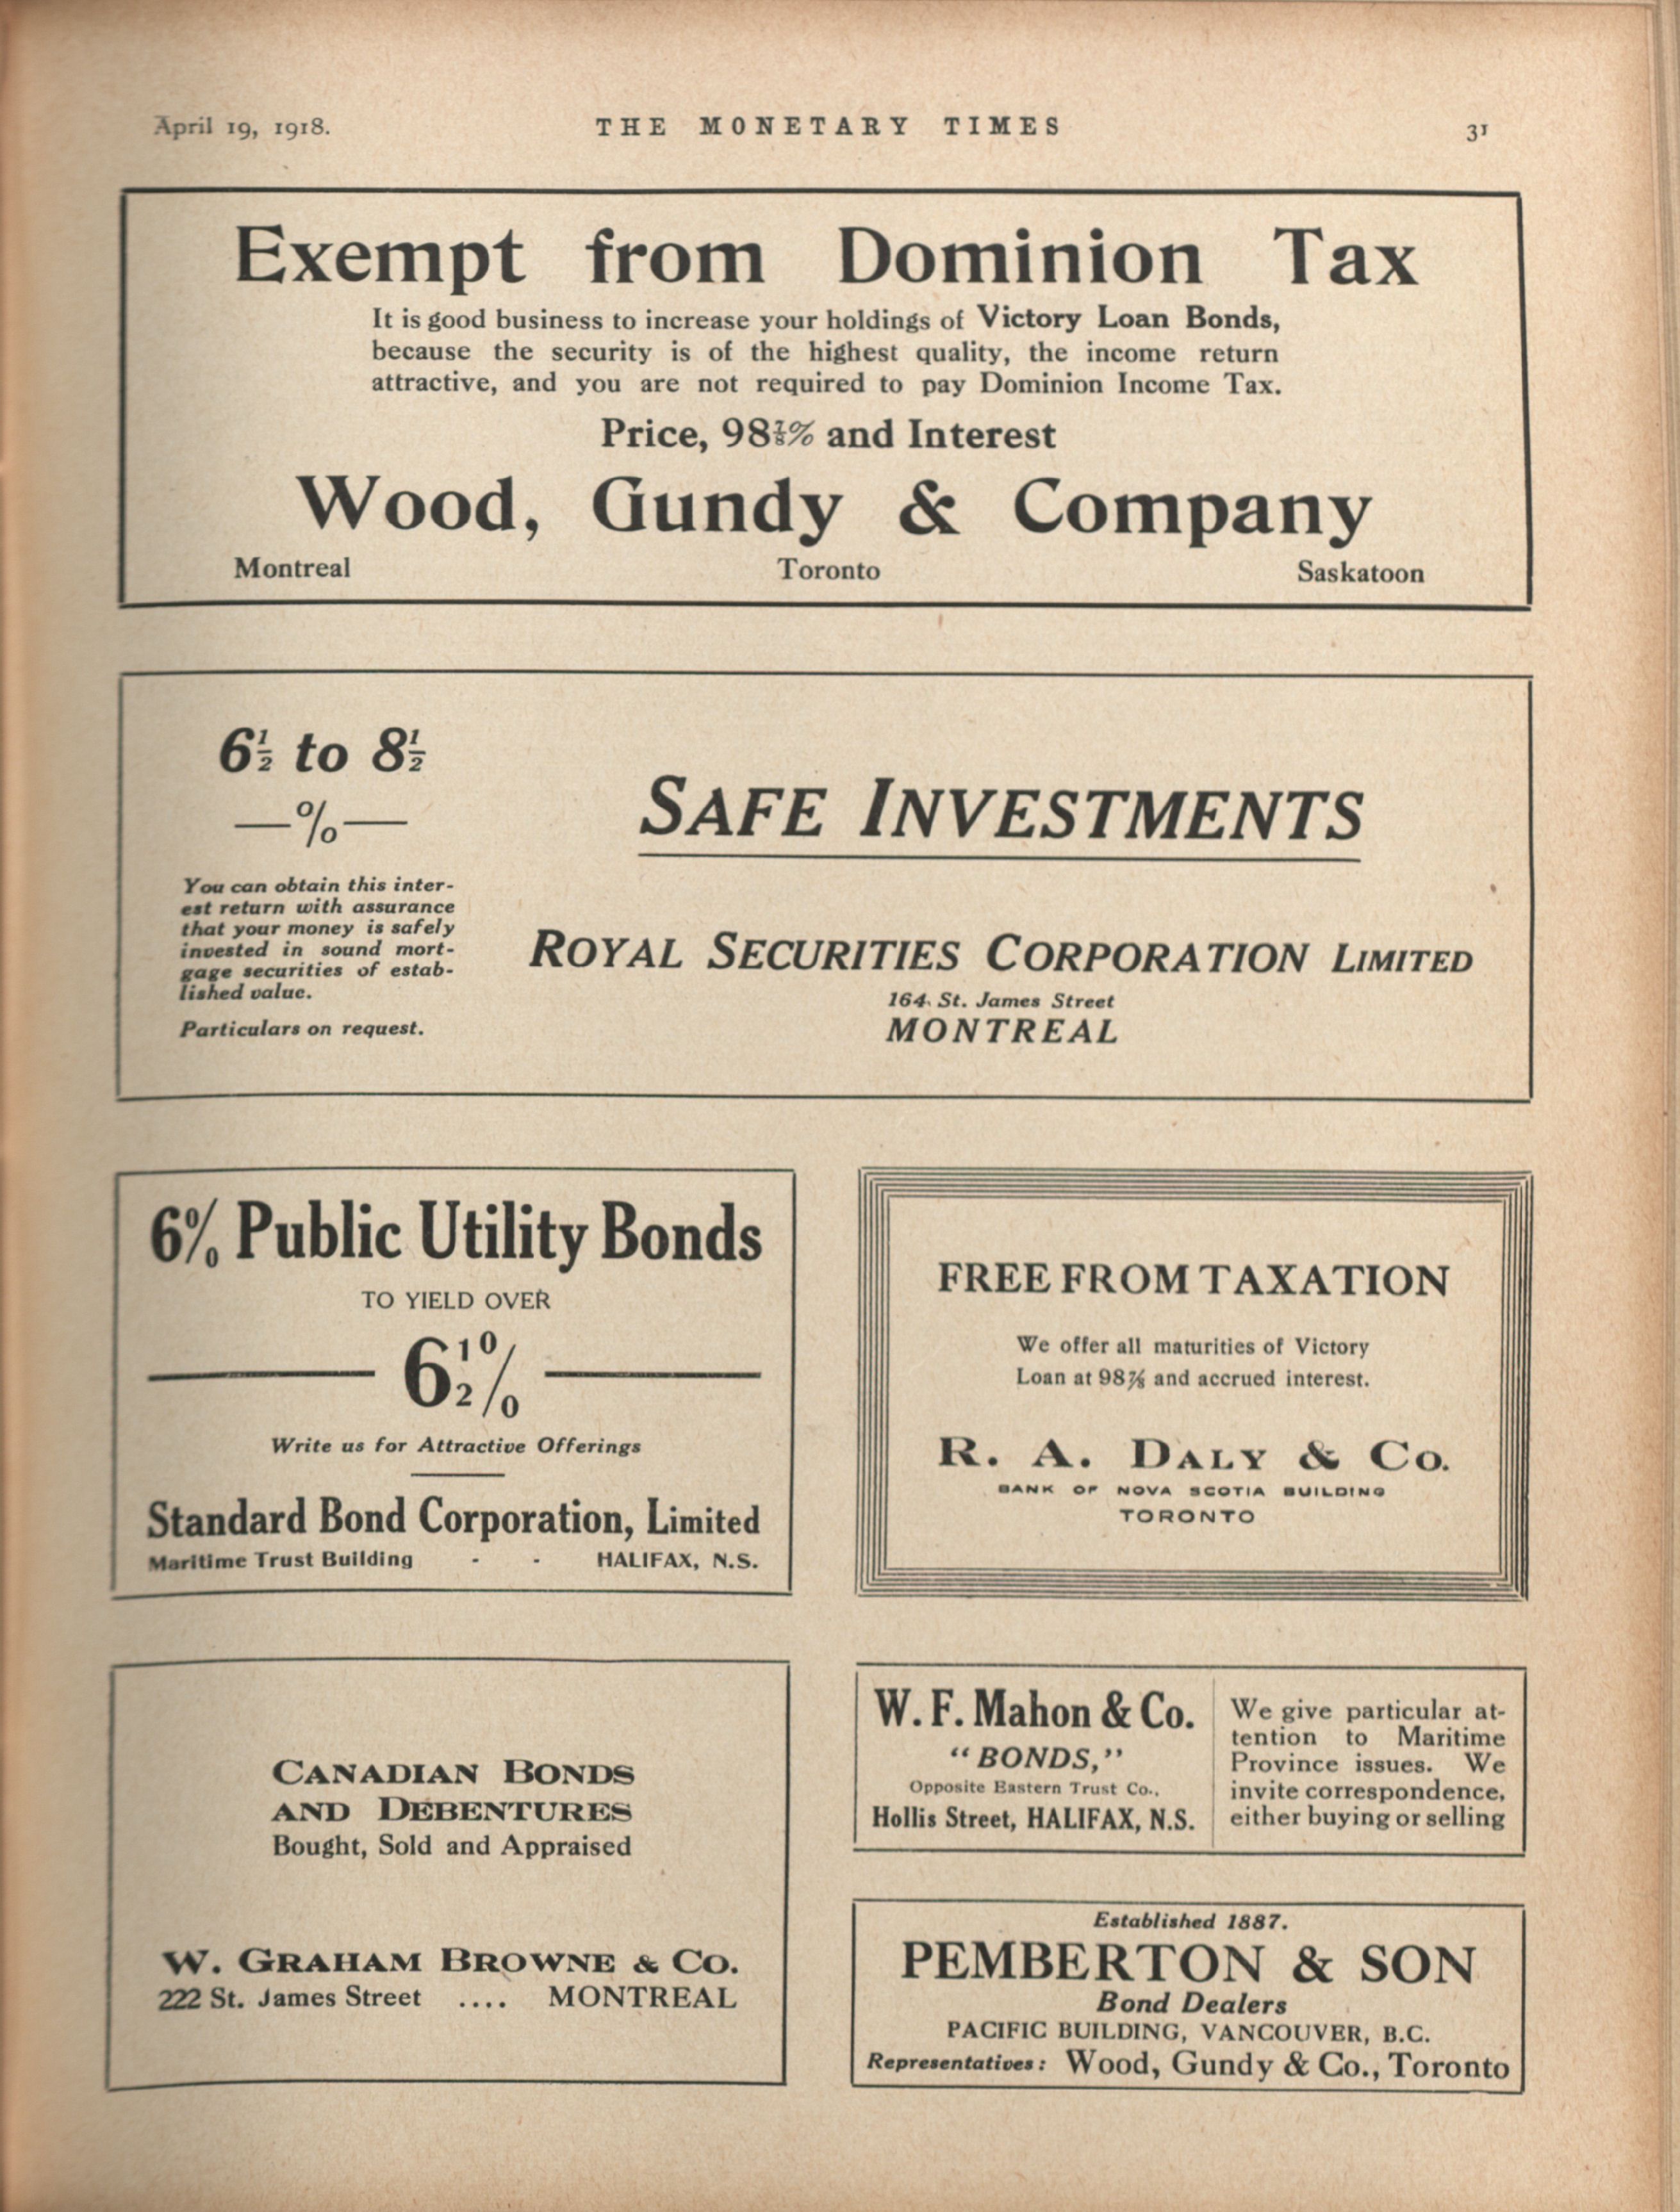 April 19, 1918.
THE MONETARY TIMES
31
Exempt from Dominion Tax
It is good business to increase your holdings of Victory Loan Bonds,
because the security is of the highest quality, the income return
attractive, and you are not required to pay Dominion Income Tax.
Price, 98⅞% and Interest
Wood, Gundy & Company
Montreal
Toronto
Saskatoon
6½ to 8½
—%—
You can obtain this inter-
est return with assurance
that your money is safely
invested in sound mort-
gage securities of estab-
lished value.
Particulars on request.
SAFE INVESTMENTS
ROYAL SECURITIES CORPORATION LIMITED
164 St. James Street
MONTREAL
6% Public Utility Bonds
TO YIELD OVER
6½%
Write us for Attractive Offerings
Standard Bond Corporation, Limited
Maritime Trust Building - - HALIFAX, N.S.
FREE FROM TAXATION
We offer all maturities of Victory
Loan at 98⅞ and accrued interest.
R. A. DALY & Co.
BANK OF NOVA SCOTIA BUILDING
TORONTO
CANADIAN BONDS
AND DEBENTURES
Bought, Sold and Appraised
W. GRAHAM BROWNE & CO.
222 St. James Street .... MONTREAL
W. F. Mahon & Co.
"BONDS,"
Opposite Eastern Trust Co.,
Hollis Street, HALIFAX, N.S.
We give particular at-
tention to Maritime
Province issues. We
invite correspondence,
either buying or selling
Established 1887.
PEMBERTON & SON
Bond Dealers
PACIFIC BUILDING, VANCOUVER, B.C.
Representatives: Wood, Gundy & Co., Toronto